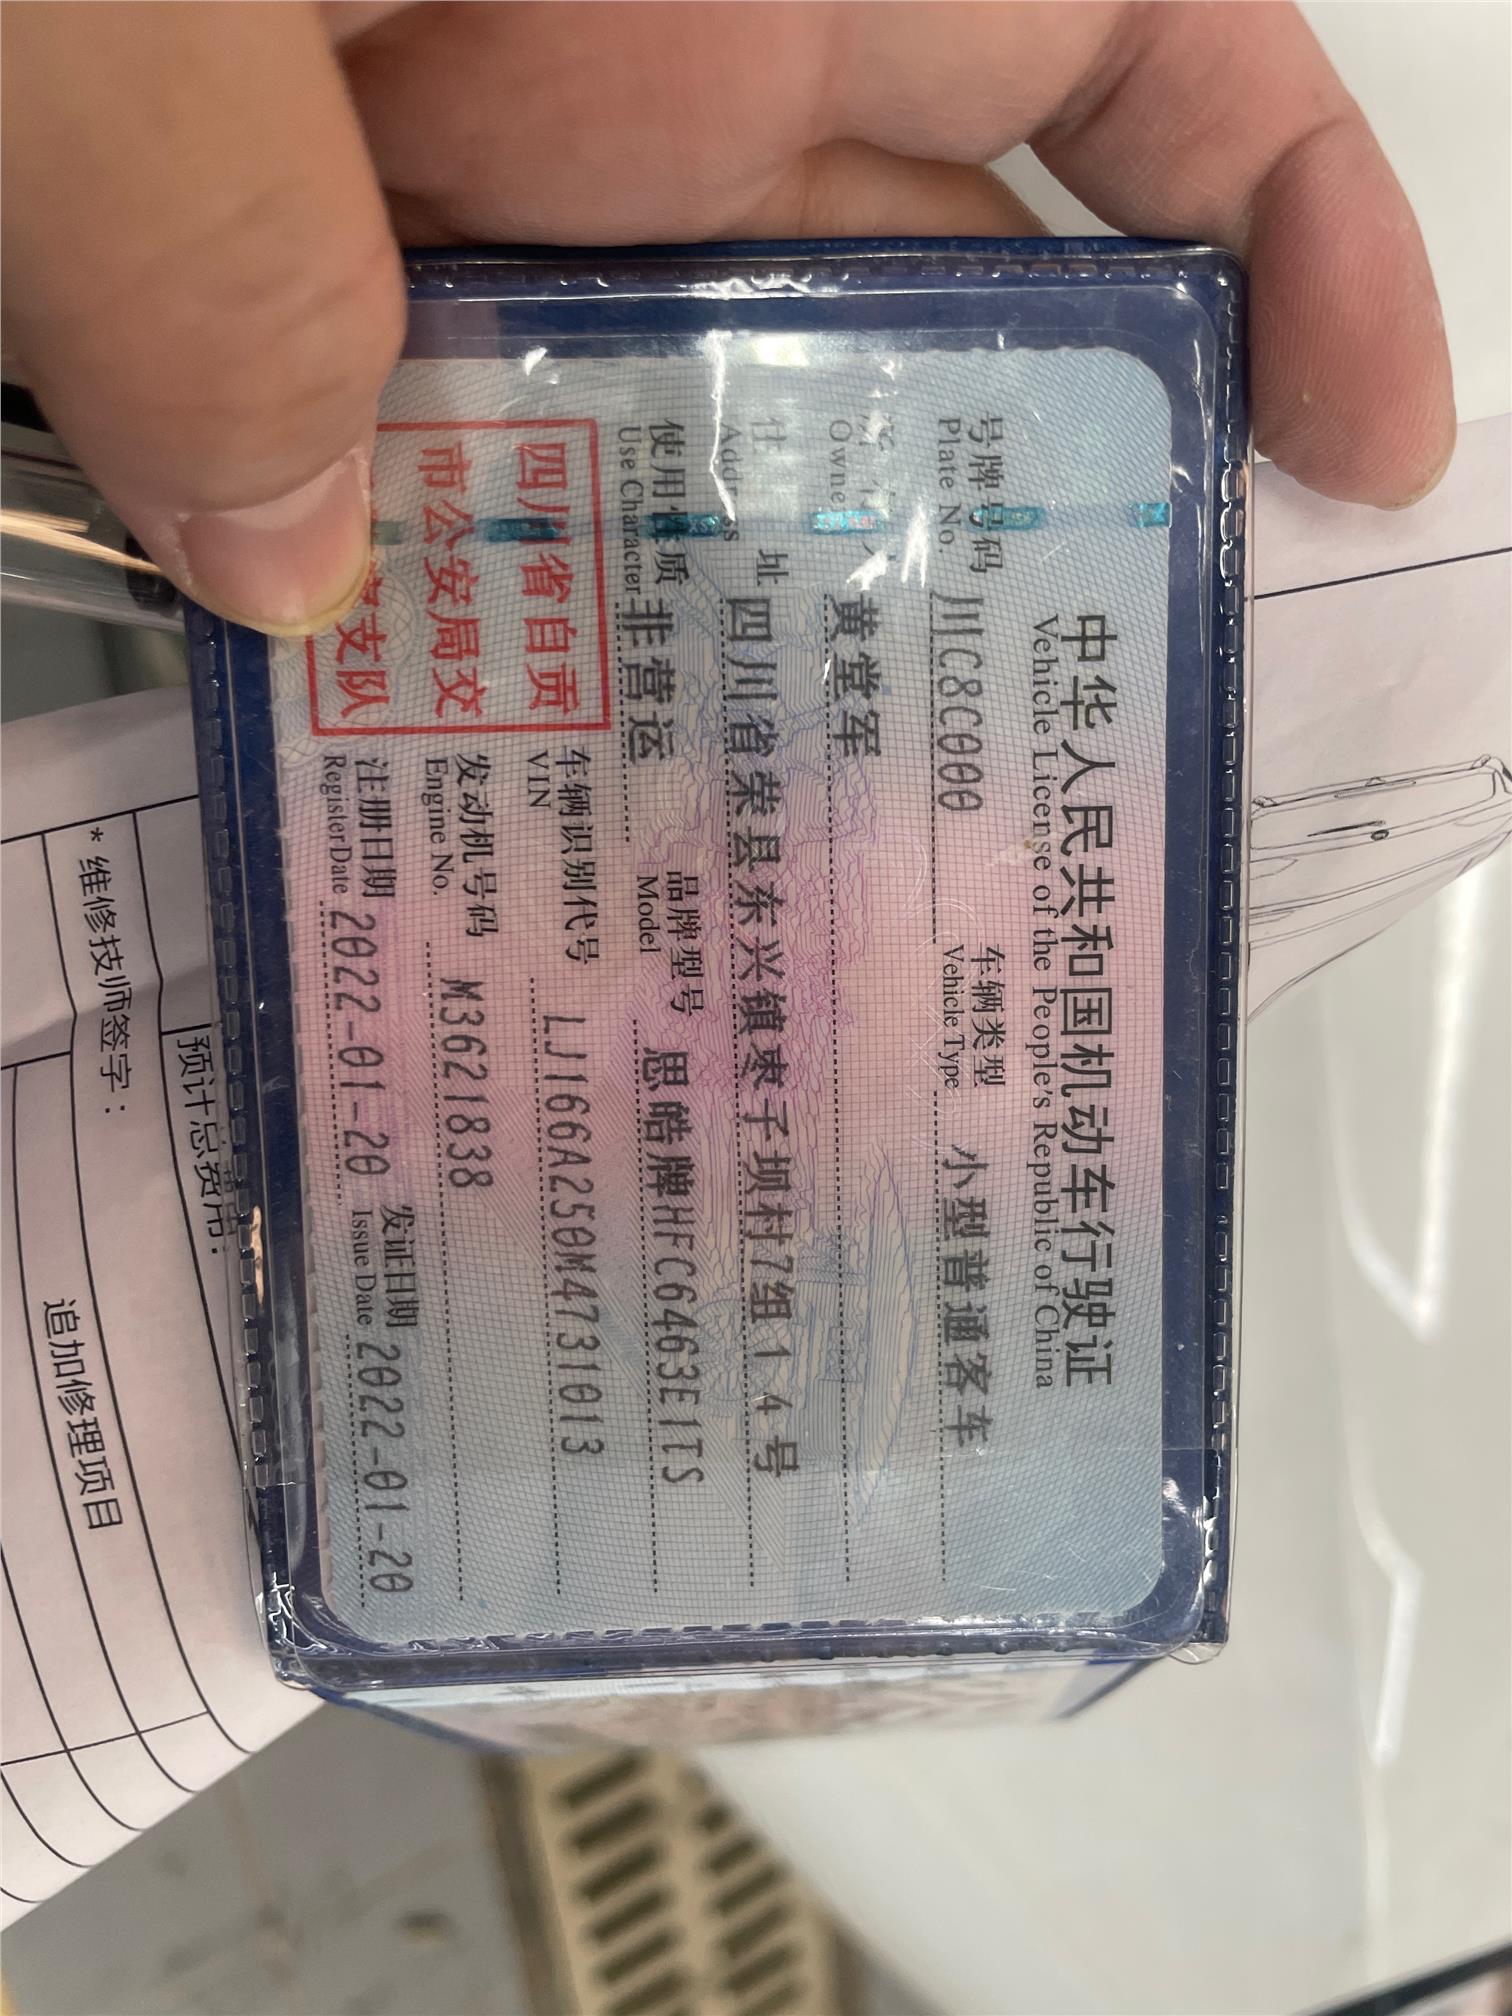 中华人民共和国机动车行驶证
Vehicle License of the People's Republic of China
号牌号码 川C8C000 车辆类型 小型普通客车
Plate No. Vehicle Type
黄堂军
Owne
住 址 四川省荣县东兴镇枣子坝村7组14号
使用性质 非营运 品牌型号 思皓牌HFC6463E1TS
Use Character Model
四川省自贡
市公安局交
支队
车辆识别代号 LJ166A250M4731013
VIN
发动机号码 M3621838
Engine No.
注册日期 2022-01-20 发证日期 2022-01-20
Register Date Issue Date
预计总费用:
* 维修技师签字:
追加修理项目